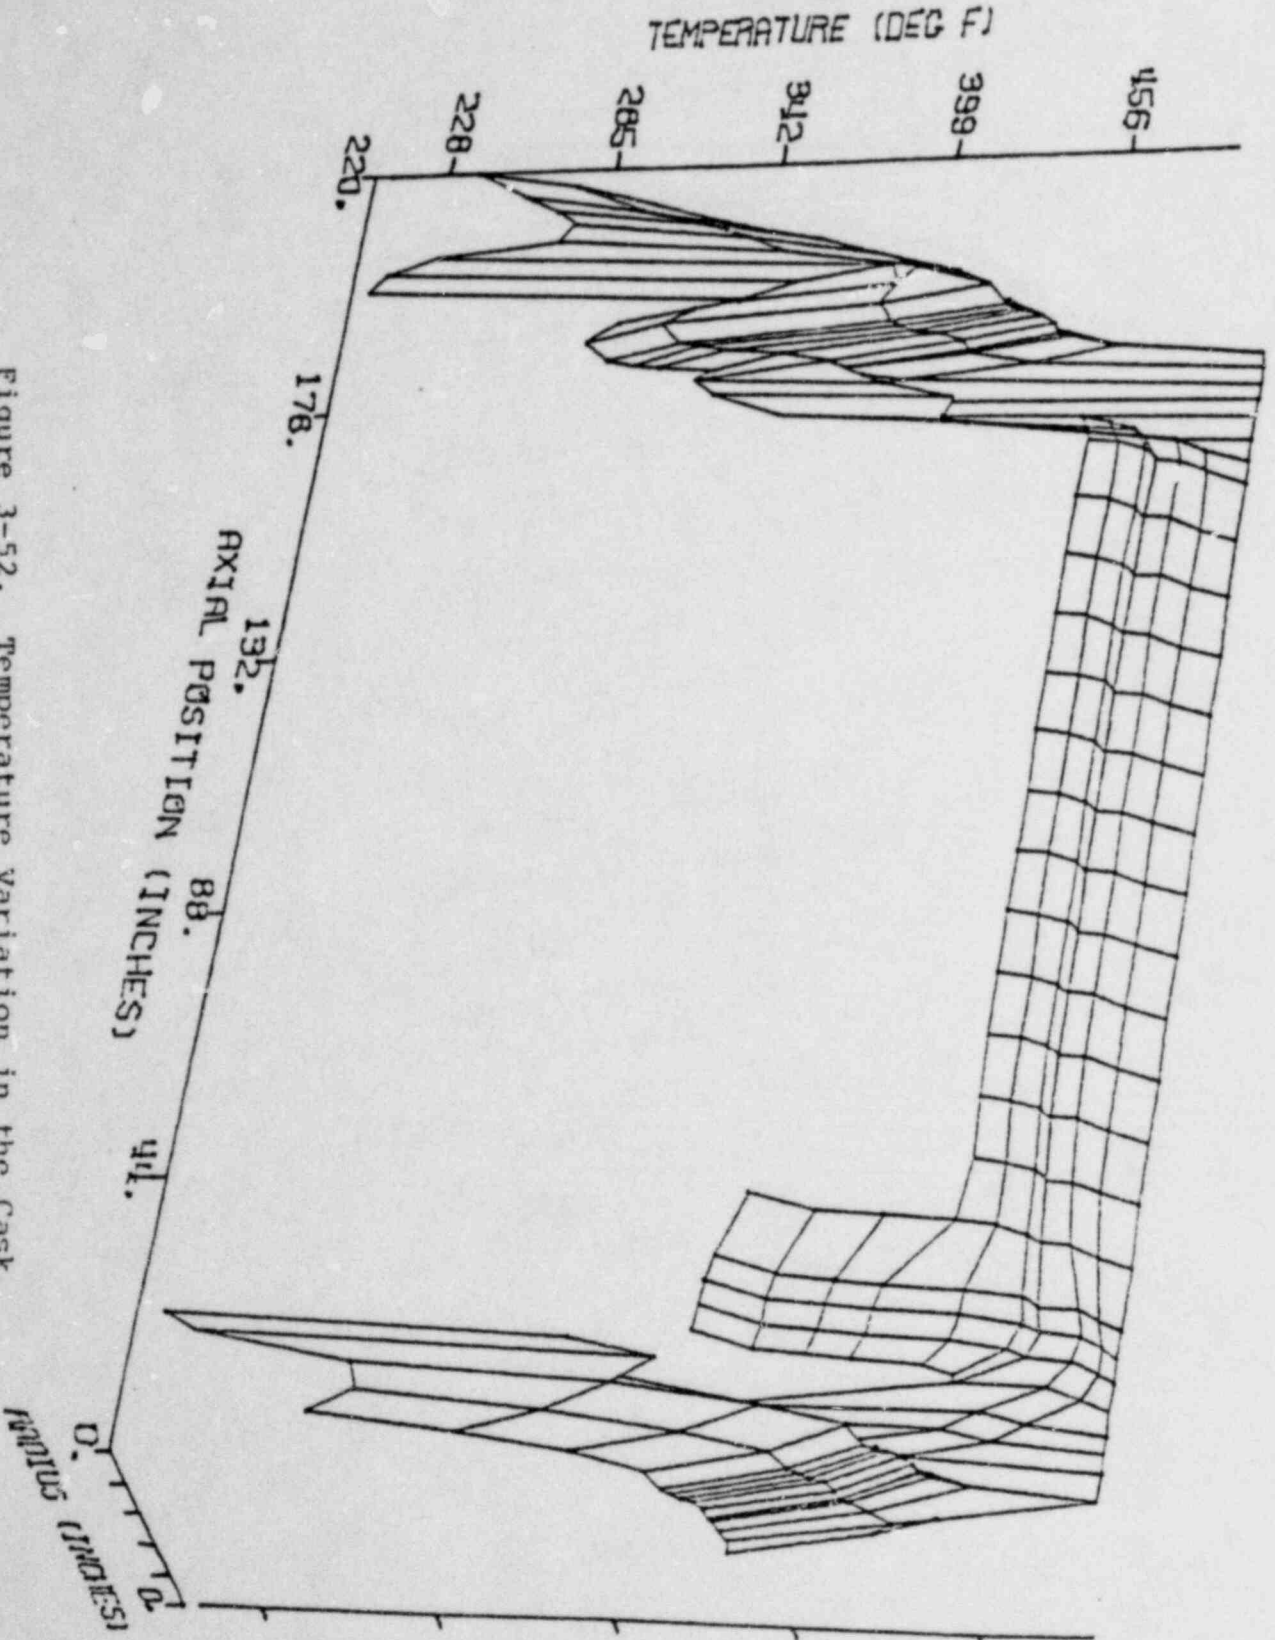 TEMPERATURE (DEG F)
456
399
342
285
228
220.
176.
132.
88.
44.
0.
AXIAL POSITION (INCHES)
RADIUS (INCHES)
Figure 3-52. Temperature Variation in the Cask